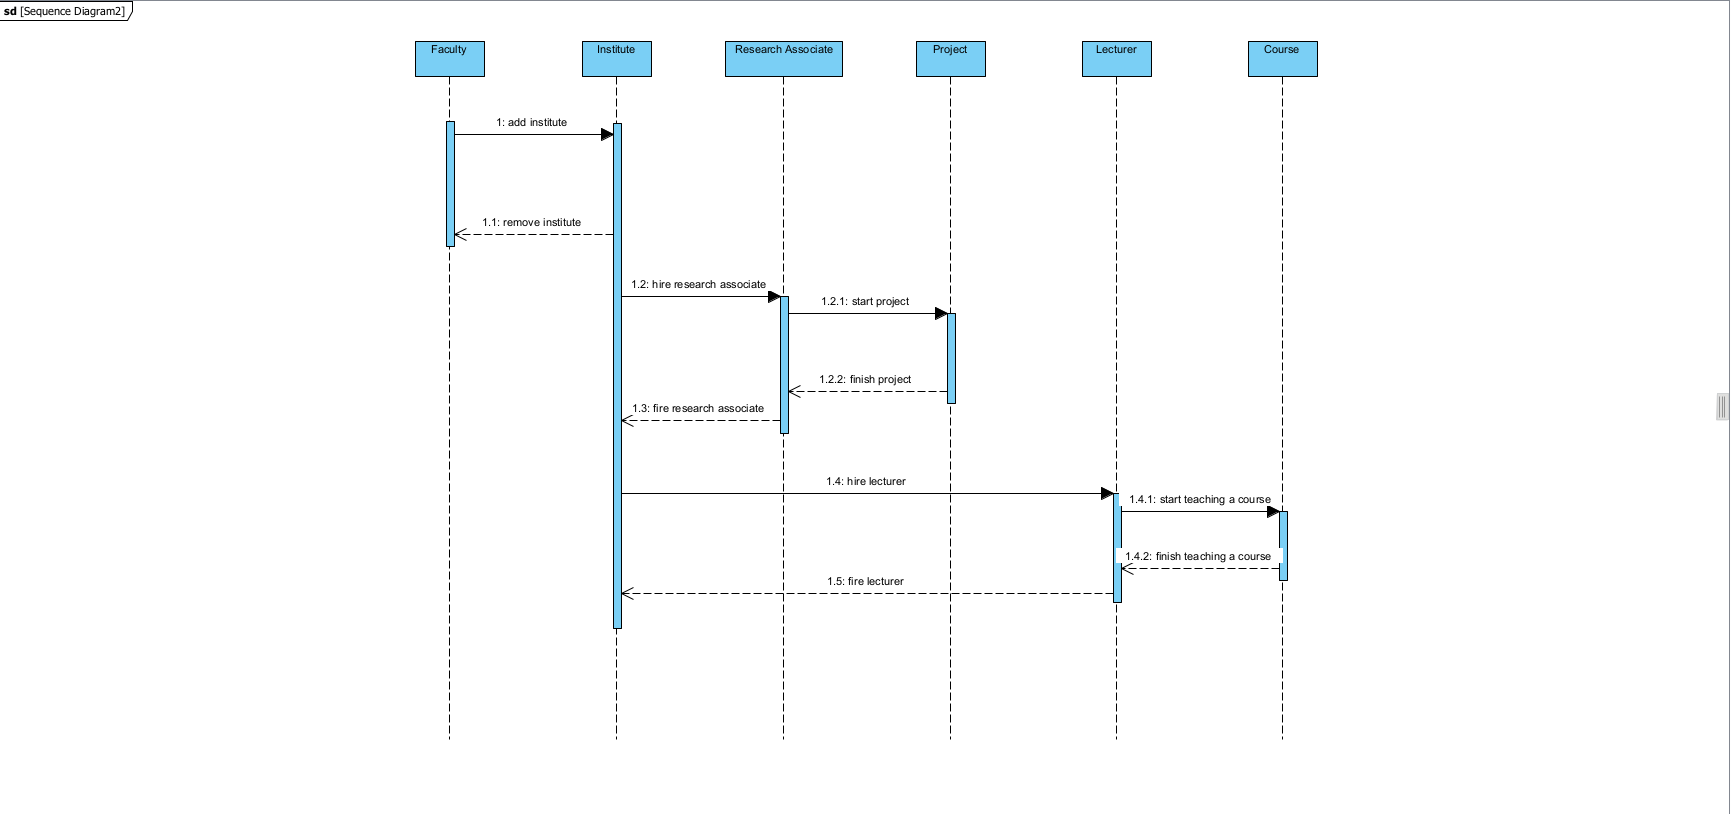 sd [Sequence Diagram2]
Faculty
Institute
Research Associate
Project
Lecturer
Course
1: add institute
1.1: remove institute
1.2: hire research associate
1.2.1: start project
1.2.2: finish project
1.3: fire research associate
1.4: hire lecturer
1.4.1: start teaching a course
1.4.2: finish teaching a course
1.5: fire lecturer